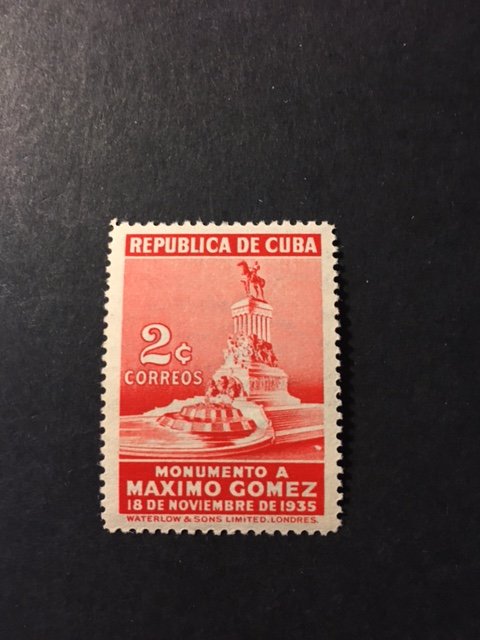 REPUBLICA DE CUBA
2¢
CORREOS
MONUMENTO A
MAXIMO GOMEZ
18 DE NOVIEMBRE DE 1935
WATERLOW & SONS LIMITED. LONDRES.